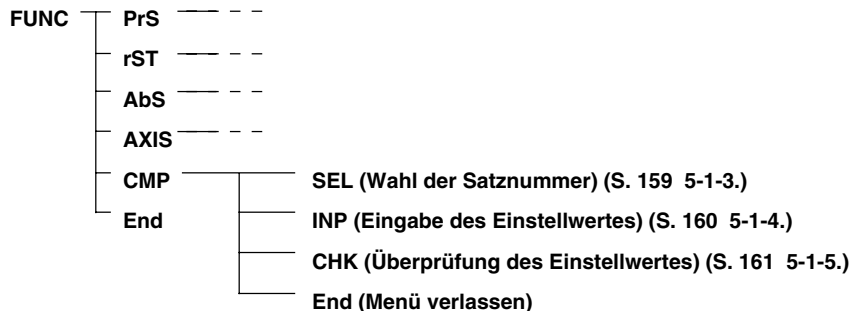 FUNC PrS
rST
AbS
AXIS
CMP SEL (Wahl der Satznummer) (S. 159 5-1-3.)
End INP (Eingabe des Einstellwertes) (S. 160 5-1-4.)
CHK (Überprüfung des Einstellwertes) (S. 161 5-1-5.)
End (Menü verlassen)